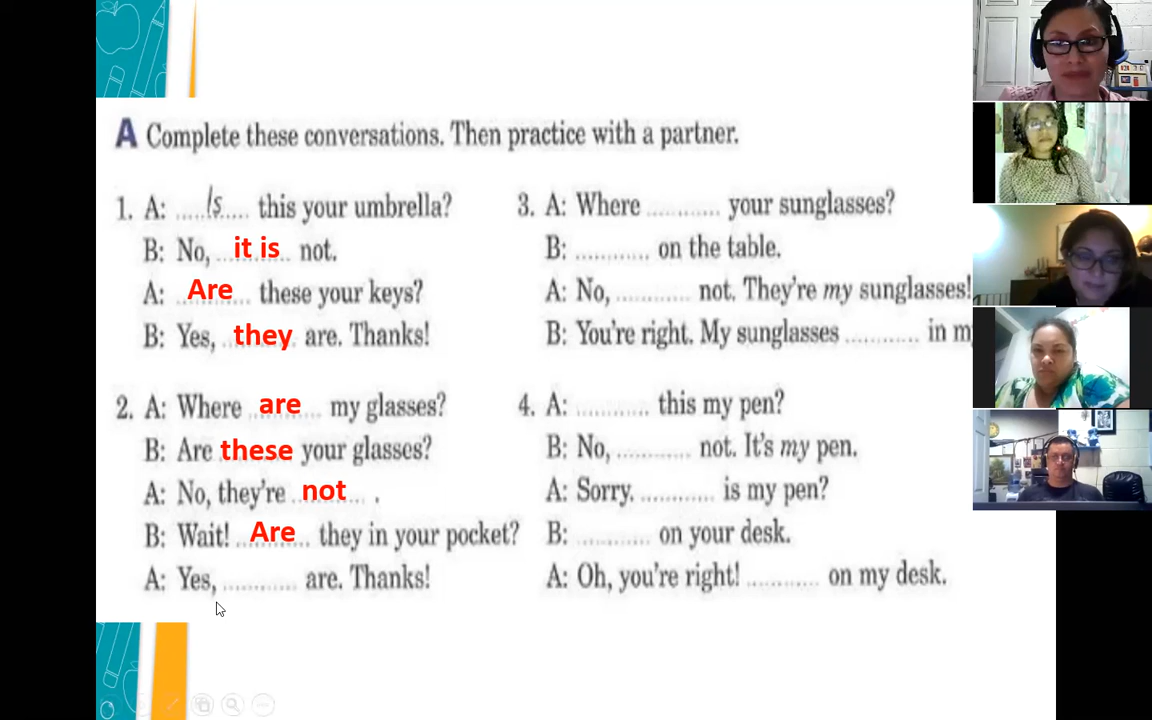 A Complete these conversations. Then practice with a partner.
1. A: .....Is.... this your umbrella?
B: No, it is not.
A: Are these your keys?
B: Yes, they are. Thanks!
2. A: Where are my glasses?
B: Are these your glasses?
A: No, they're not .
B: Wait! Are they in your pocket?
A: Yes, ............ are. Thanks!
3. A: Where ............ your sunglasses?
B: ............ on the table.
A: No, ............ not. They're my sunglasses!
B: You're right. My sunglasses ............ in m
4. A: ............ this my pen?
B: No, ............ not. It's my pen.
A: Sorry. ............ is my pen?
B: ............ on your desk.
A: Oh, you're right! ............ on my desk.